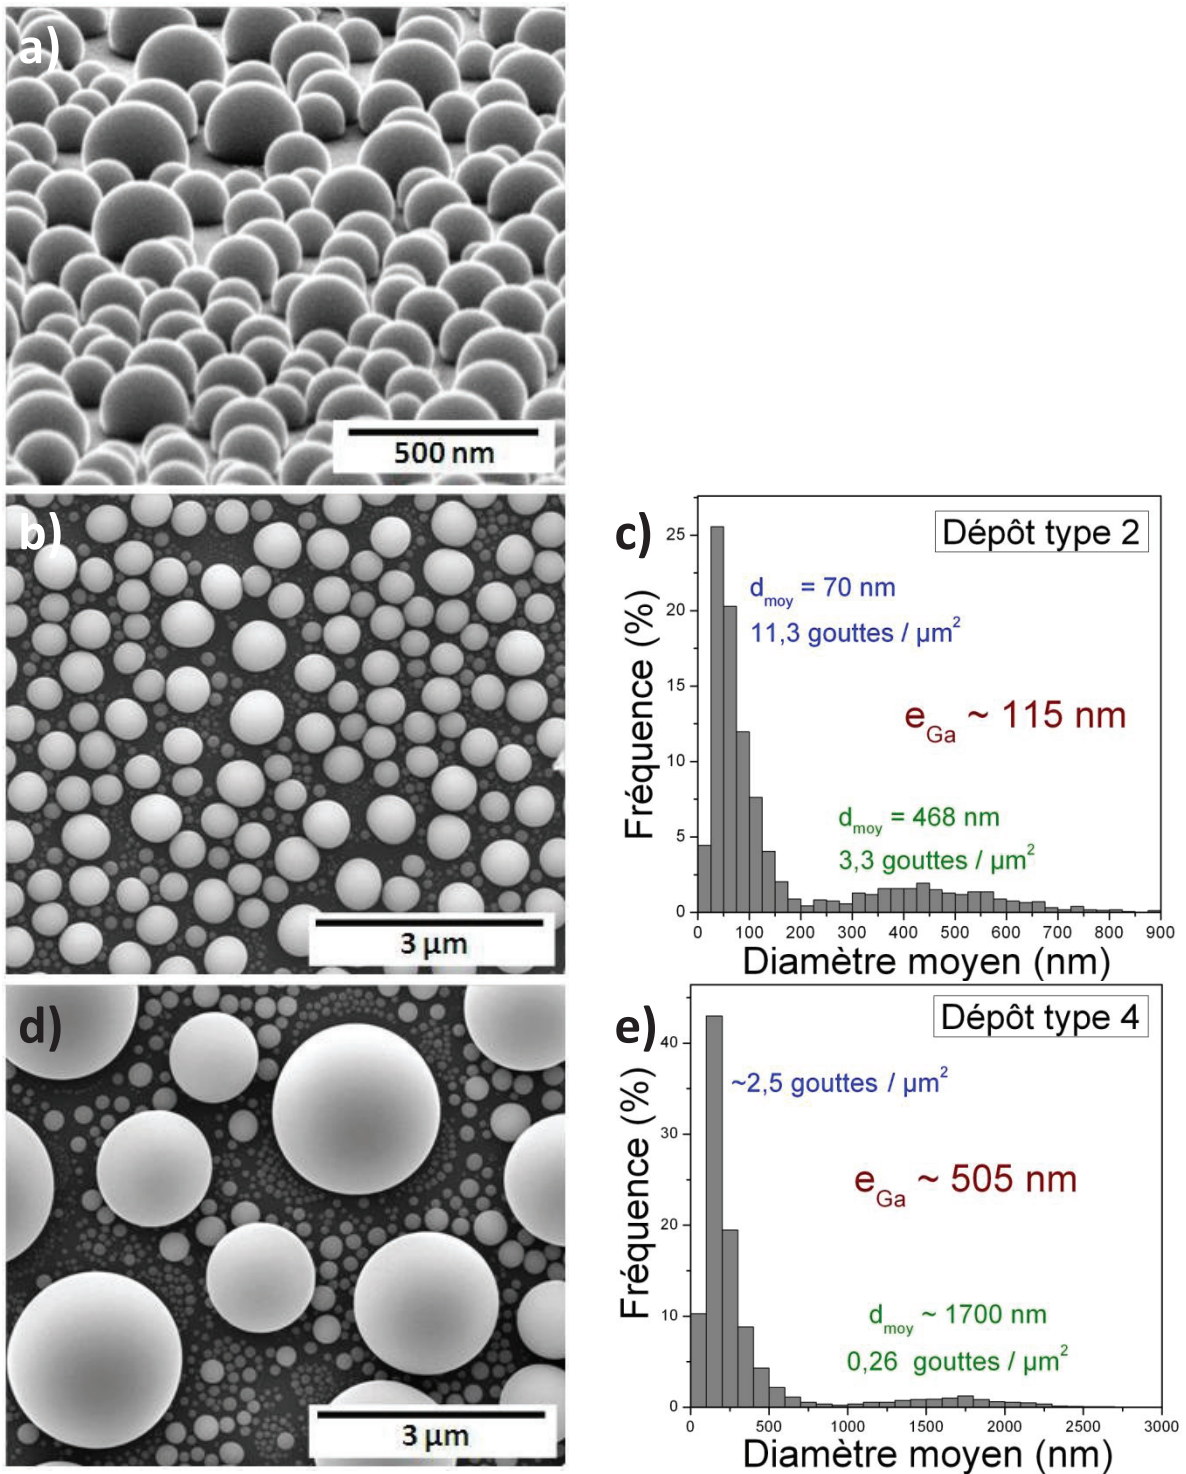 a)
500 nm
b)
3 µm
c)
Dépôt type 2
d_moy = 70 nm
11,3 gouttes / µm²
e_Ga ~ 115 nm
d_moy = 468 nm
3,3 gouttes / µm²
Fréquence (%)
25
20
15
10
5
0
0 100 200 300 400 500 600 700 800 900
Diamètre moyen (nm)
d)
3 µm
e)
Dépôt type 4
~2,5 gouttes / µm²
e_Ga ~ 505 nm
d_moy ~ 1700 nm
0,26 gouttes / µm²
Fréquence (%)
40
30
20
10
0
0 500 1000 1500 2000 2500 3000
Diamètre moyen (nm)